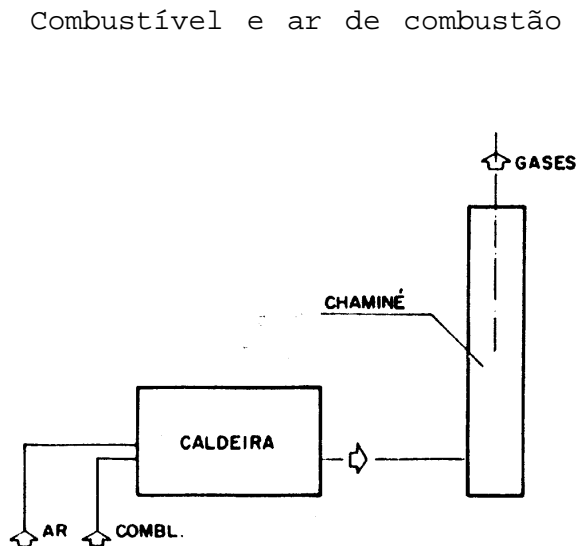 Combustível e ar de combustão
GASES
CHAMINÉ
CALDEIRA
AR
COMBL.